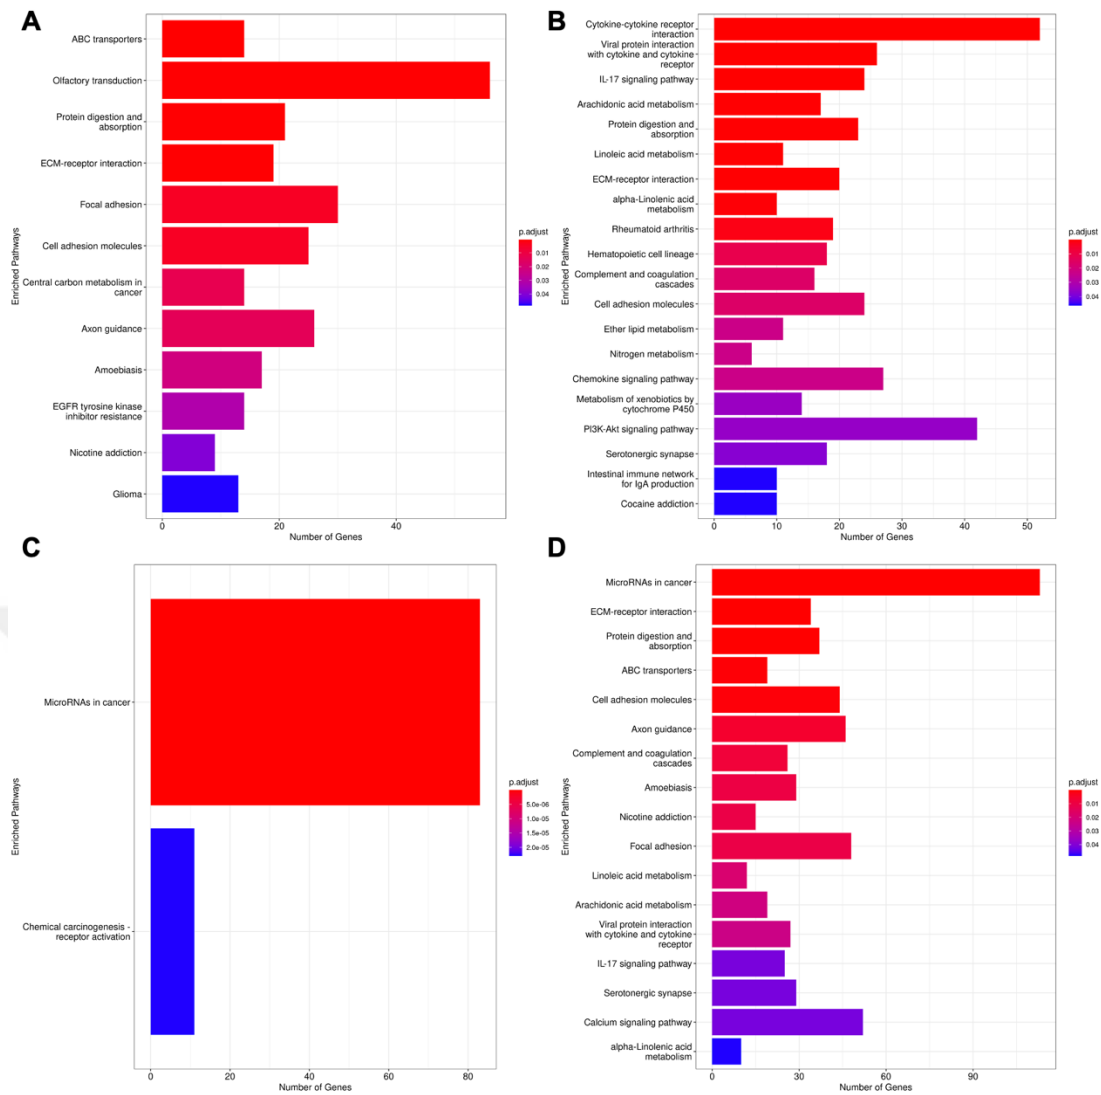 A
ABC transporters
Olfactory transduction
Protein digestion and
absorption
ECM-receptor interaction
Focal adhesion
Cell adhesion molecules
Central carbon metabolism in
cancer
Axon guidance
Amoebiasis
EGFR tyrosine kinase
inhibitor resistance
Nicotine addiction
Glioma
Enriched Pathways
0 20 40
Number of Genes
p.adjust
0.01
0.02
0.03
0.04
B
Cytokine-cytokine receptor
interaction
Viral protein interaction
with cytokine and cytokine
receptor
IL-17 signaling pathway
Arachidonic acid metabolism
Protein digestion and
absorption
Linoleic acid metabolism
ECM-receptor interaction
alpha-Linolenic acid
metabolism
Rheumatoid arthritis
Hematopoietic cell lineage
Complement and coagulation
cascades
Cell adhesion molecules
Ether lipid metabolism
Nitrogen metabolism
Chemokine signaling pathway
Metabolism of xenobiotics by
cytochrome P450
PI3K-Akt signaling pathway
Serotonergic synapse
Intestinal immune network
for IgA production
Cocaine addiction
Enriched Pathways
0 10 20 30 40 50
Number of Genes
p.adjust
0.01
0.02
0.03
0.04
C
MicroRNAs in cancer
Chemical carcinogenesis -
receptor activation
Enriched Pathways
0 20 40 60 80
Number of Genes
p.adjust
5.0e-06
1.0e-05
1.5e-05
2.0e-05
D
MicroRNAs in cancer
ECM-receptor interaction
Protein digestion and
absorption
ABC transporters
Cell adhesion molecules
Axon guidance
Complement and coagulation
cascades
Amoebiasis
Nicotine addiction
Focal adhesion
Linoleic acid metabolism
Arachidonic acid metabolism
Viral protein interaction
with cytokine and cytokine
receptor
IL-17 signaling pathway
Serotonergic synapse
Calcium signaling pathway
alpha-Linolenic acid
metabolism
Enriched Pathways
0 30 60 90
Number of Genes
p.adjust
0.01
0.02
0.03
0.04